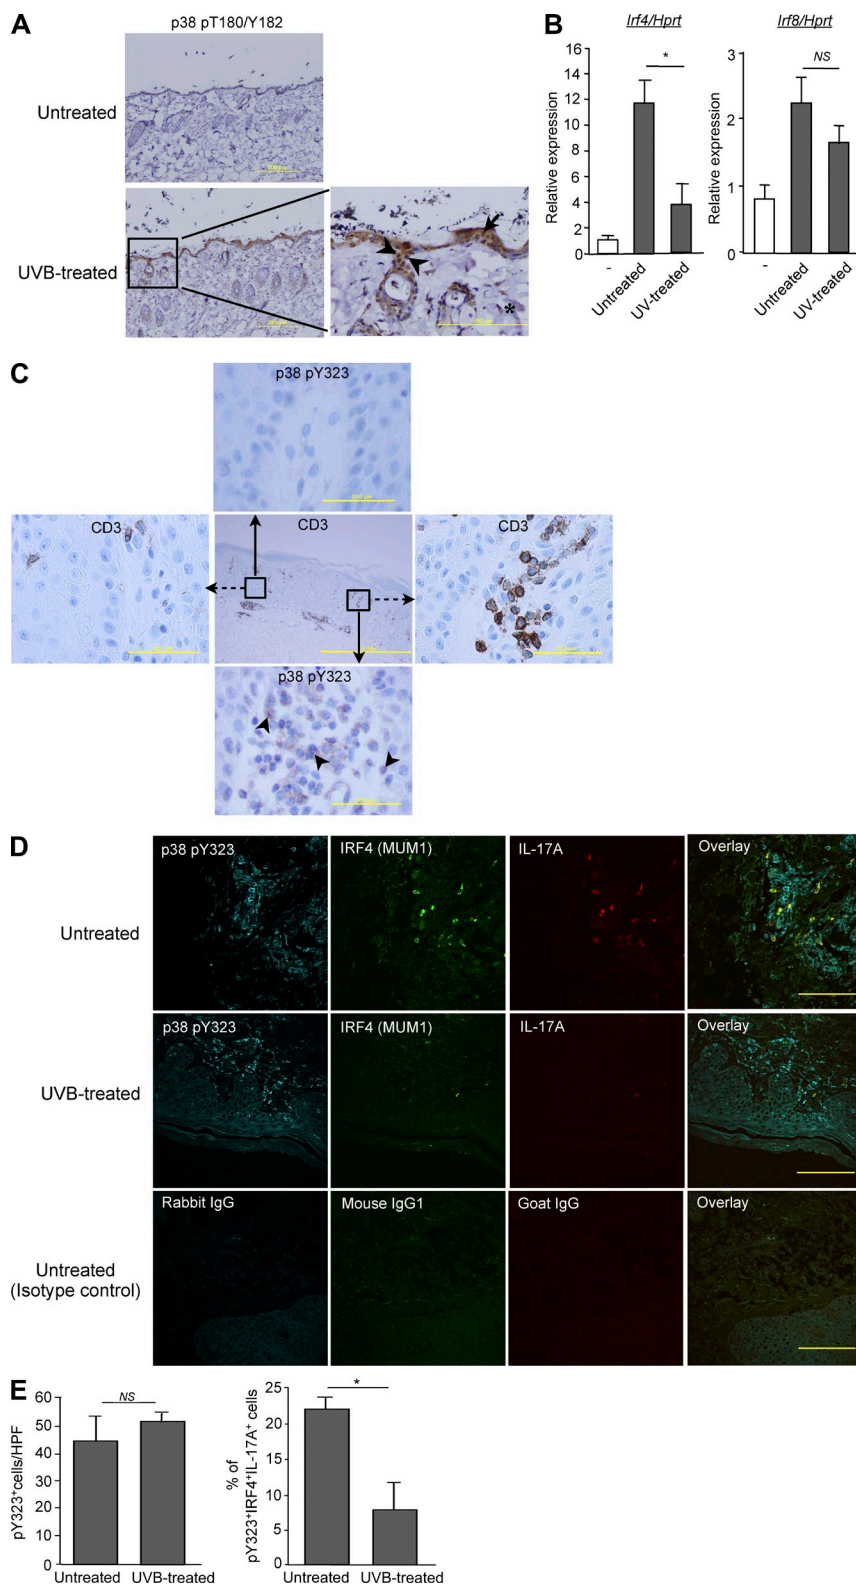 A
p38 pT180/Y182
Untreated
UVB-treated
*
B
Irf4/Hprt
Irf8/Hprt
Relative expression
16
14
12
10
8
6
4
2
0
*
-
Untreated
UV-treated
Relative expression
3
2
1
0
NS
-
Untreated
UV-treated
C
p38 pY323
CD3
CD3
CD3
p38 pY323
D
p38 pY323
IRF4 (MUM1)
IL-17A
Overlay
Untreated
p38 pY323
IRF4 (MUM1)
IL-17A
Overlay
UVB-treated
Rabbit IgG
Mouse IgG1
Goat IgG
Overlay
Untreated
(Isotype control)
E
pY323+cells/HPF
60
50
40
30
20
10
0
NS
Untreated
UVB-treated
% of
pY323+IRF4+IL-17A+ cells
25
20
15
10
5
0
*
Untreated
UVB-treated